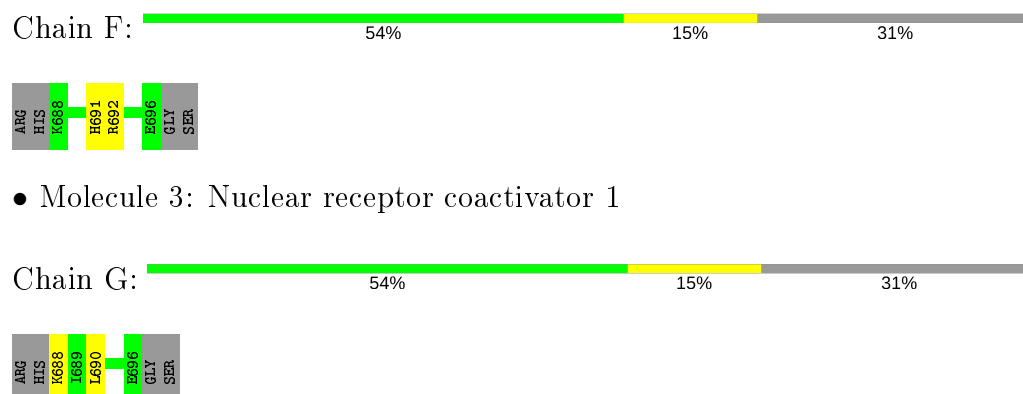 Chain F:
54% 15% 31%
ARG HIS K688 H691 R692 E696 GLY SER
• Molecule 3: Nuclear receptor coactivator 1
Chain G:
54% 15% 31%
ARG HIS K688 I689 L690 E696 GLY SER